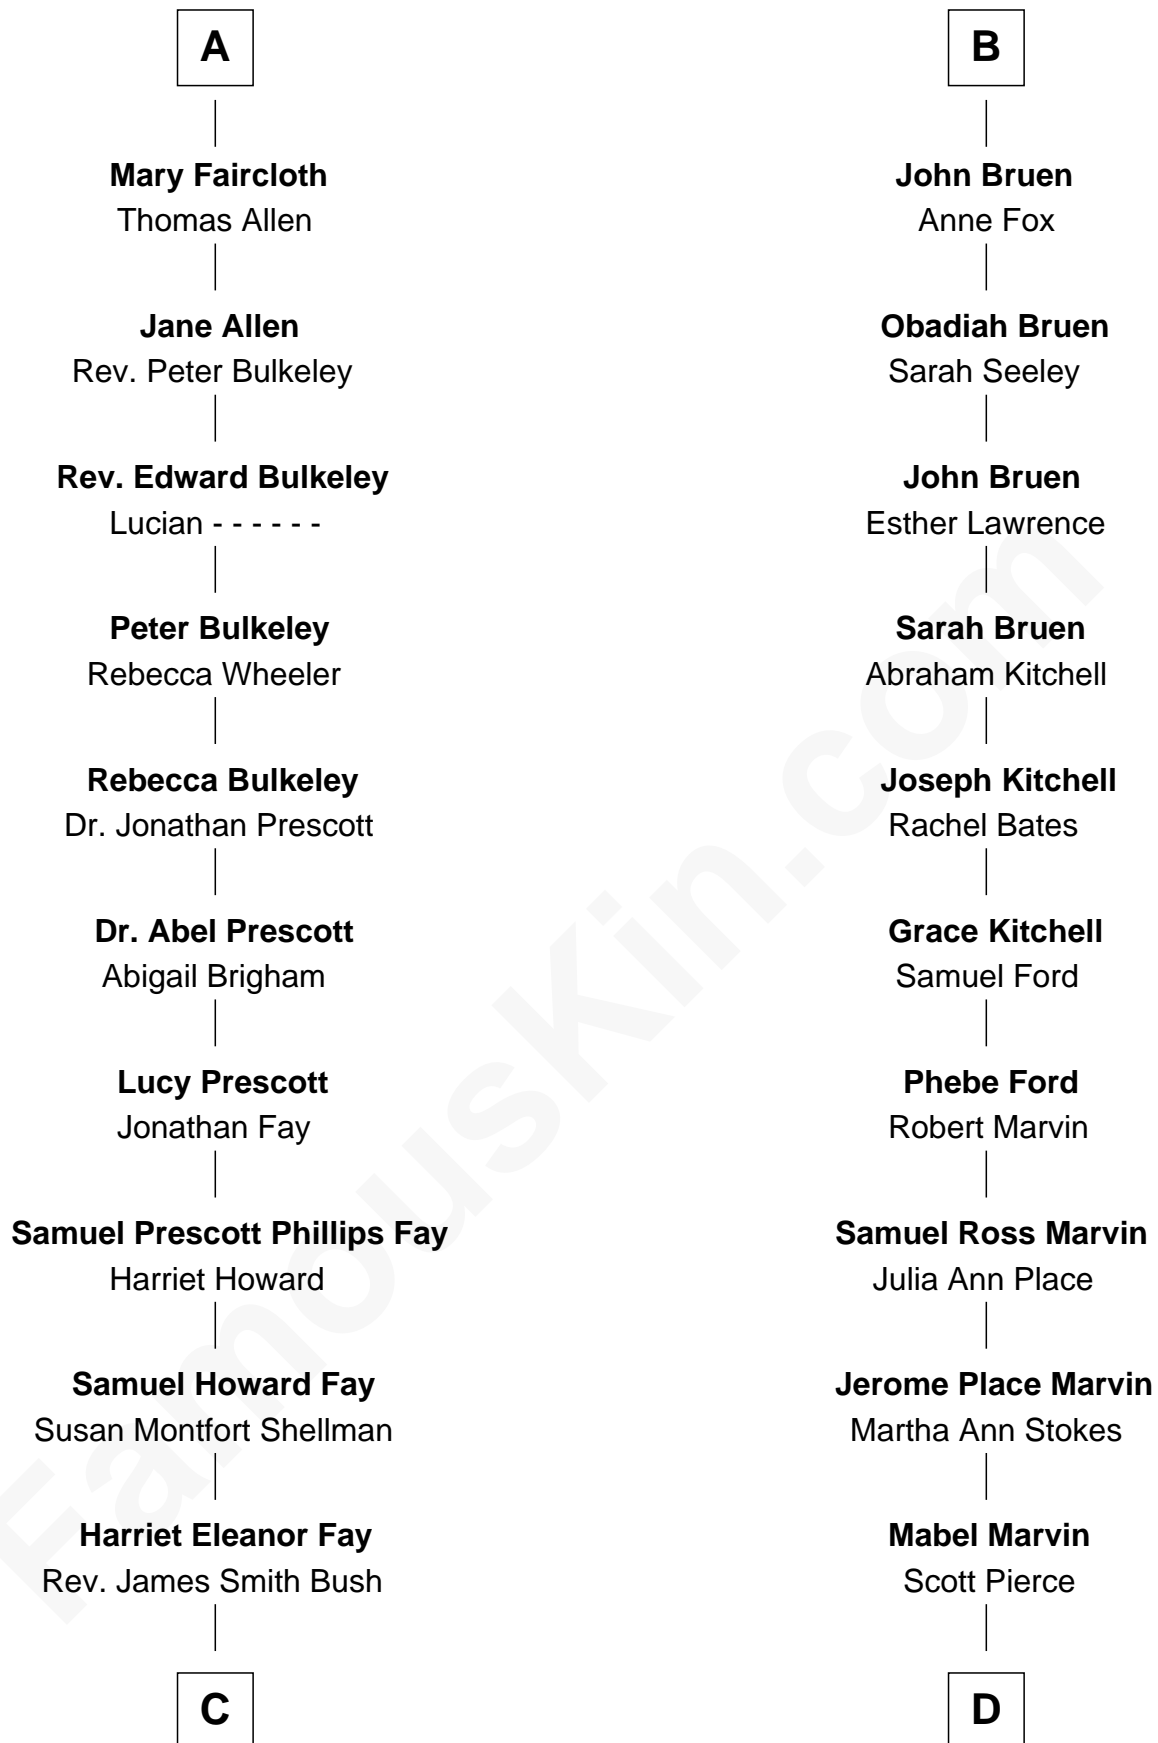 A
Mary Faircloth
Thomas Allen
Jane Allen
Rev. Peter Bulkeley
Rev. Edward Bulkeley
Lucian - - - - - -
Peter Bulkeley
Rebecca Wheeler
Rebecca Bulkeley
Dr. Jonathan Prescott
Dr. Abel Prescott
Abigail Brigham
Lucy Prescott
Jonathan Fay
Samuel Prescott Phillips Fay
Harriet Howard
Samuel Howard Fay
Susan Montfort Shellman
Harriet Eleanor Fay
Rev. James Smith Bush
C
B
John Bruen
Anne Fox
Obadiah Bruen
Sarah Seeley
John Bruen
Esther Lawrence
Sarah Bruen
Abraham Kitchell
Joseph Kitchell
Rachel Bates
Grace Kitchell
Samuel Ford
Phebe Ford
Robert Marvin
Samuel Ross Marvin
Julia Ann Place
Jerome Place Marvin
Martha Ann Stokes
Mabel Marvin
Scott Pierce
D
FamousKin.com